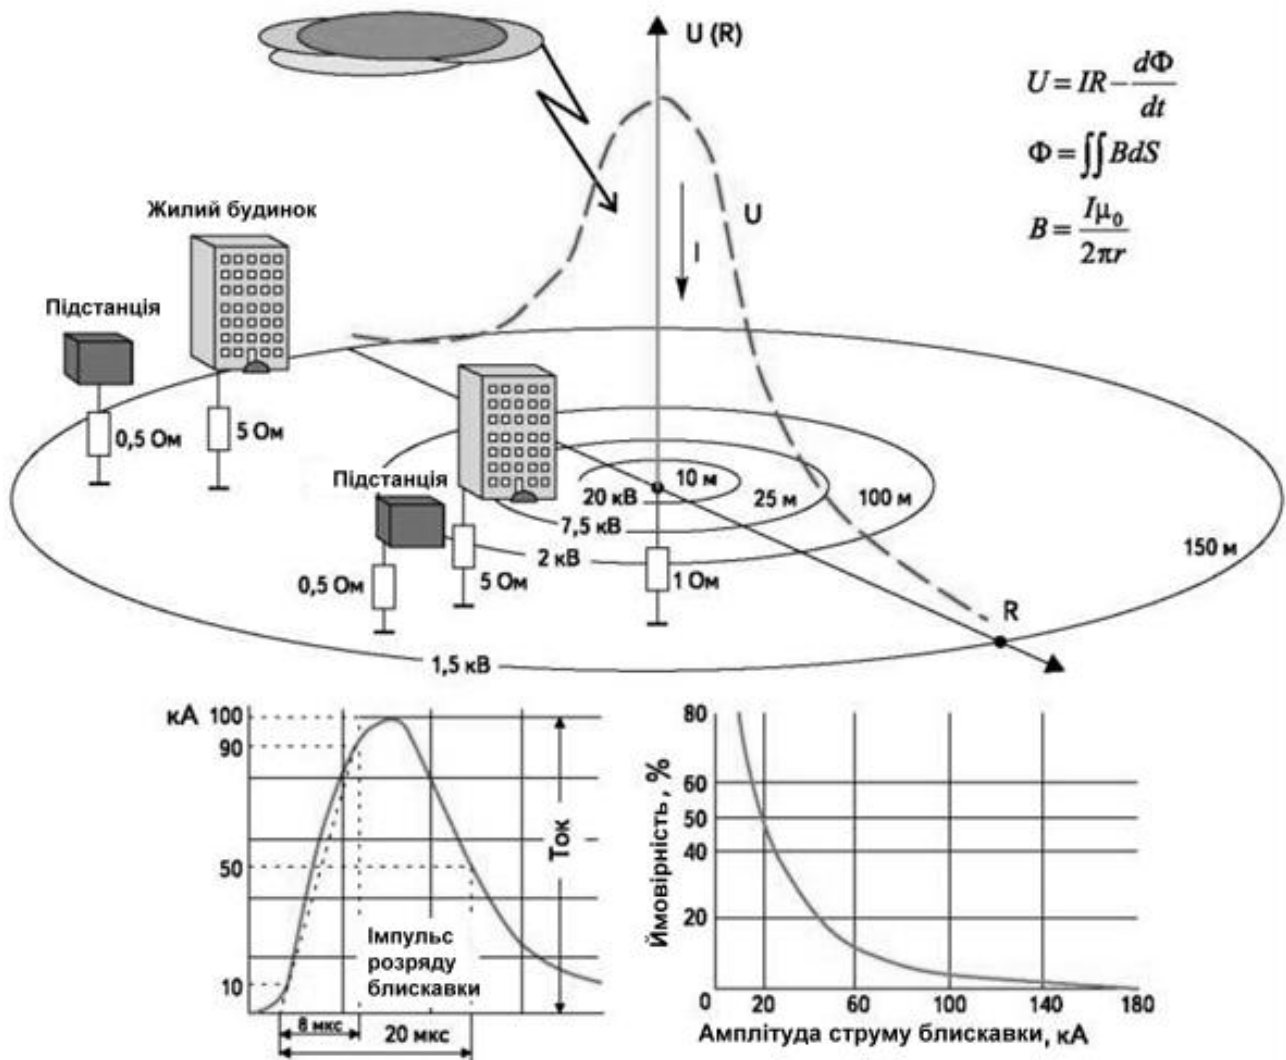 U (R)
U = IR - dΦ/dt
Φ = ∬ BdS
B = Iμ₀/2πr
U
I
Жилий будинок
Підстанція
0,5 Ом
5 Ом
Підстанція
10 м
20 кВ
25 м
100 м
7,5 кВ
2 кВ
150 м
0,5 Ом
5 Ом
1 Ом
R
1,5 кВ
кА
100
90
50
10
Ток
Імпульс
розряду
блискавки
8 мкс
20 мкс
80
60
50
40
20
Ймовірність, %
0 20 60 100 140 180
Амплітуда струму блискавки, кА